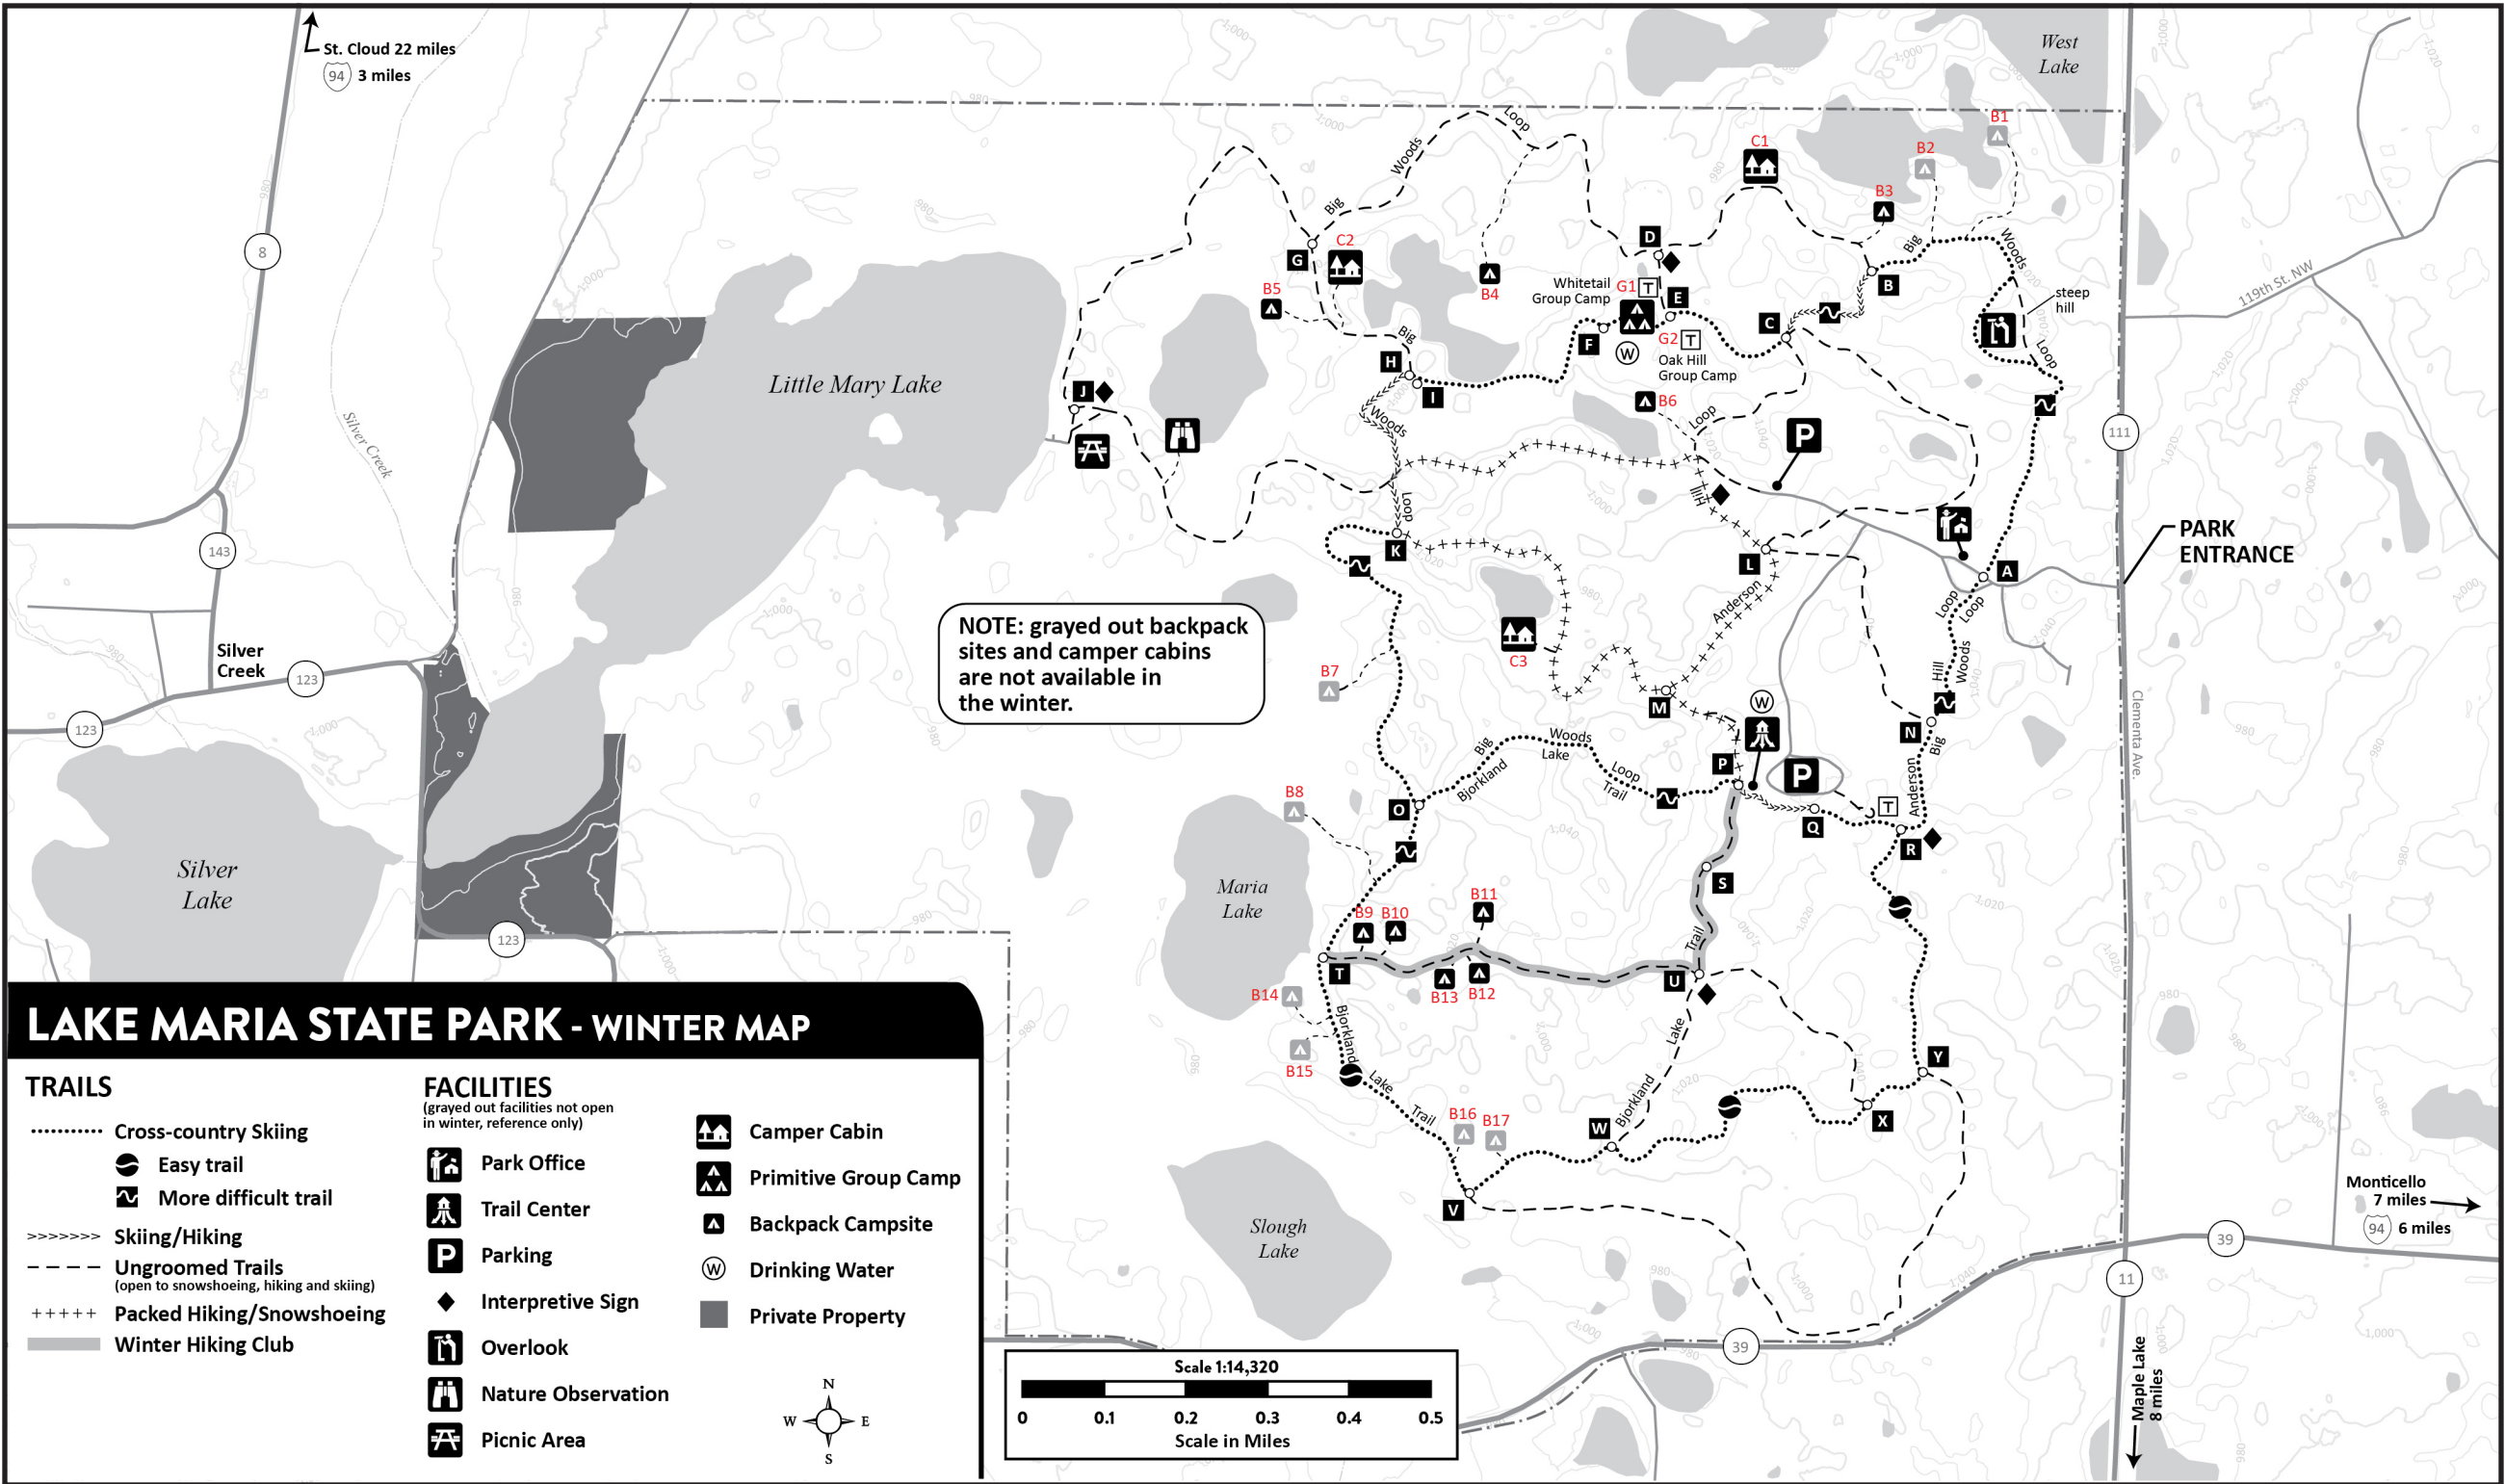 St. Cloud 22 miles
94 3 miles
8
143
123
123
123
Silver
Creek
Silver Creek
Little Mary Lake
Silver
Lake
West
Lake
Maria
Lake
Slough
Lake
NOTE: grayed out backpack
sites and camper cabins
are not available in
the winter.
B1
B2
B3
C1
D
Big
Woods
Loop
Big
Woods
Loop
B
C
steep
hill
G
C2
B5
B4
Whitetail
Group Camp
G1
T
E
G2
T
Oak Hill
Group Camp
F
W
H
I
Big
Woods
Loop
J
B6
Loop
P
Hill
K
L
Anderson
A
Loop
Loop
Hill
Woods
N
Big
Anderson
C3
B7
M
W
P
P
Big
Woods
Loop
Bjorkland
Lake
Trail
O
Q
T
R
B8
S
B9
B10
B11
B12
B13
T
U
Trail
Lake
Bjorkland
B14
B15
Bjorkland
Lake
Trail
B16
B17
V
W
X
Y
119th St. NW
111
PARK
ENTRANCE
Clementa Ave.
Monticello
7 miles
94 6 miles
39
39
11
Maple Lake
8 miles
980
1,000
1,020
1,040
LAKE MARIA STATE PARK - WINTER MAP
TRAILS
Cross-country Skiing
Easy trail
More difficult trail
Skiing/Hiking
Ungroomed Trails
(open to snowshoeing, hiking and skiing)
Packed Hiking/Snowshoeing
Winter Hiking Club
FACILITIES
(grayed out facilities not open
in winter, reference only)
Park Office
Trail Center
P Parking
Interpretive Sign
Overlook
Nature Observation
Picnic Area
Camper Cabin
Primitive Group Camp
Backpack Campsite
W Drinking Water
Private Property
N
W E
S
Scale 1:14,320
0 0.1 0.2 0.3 0.4 0.5
Scale in Miles